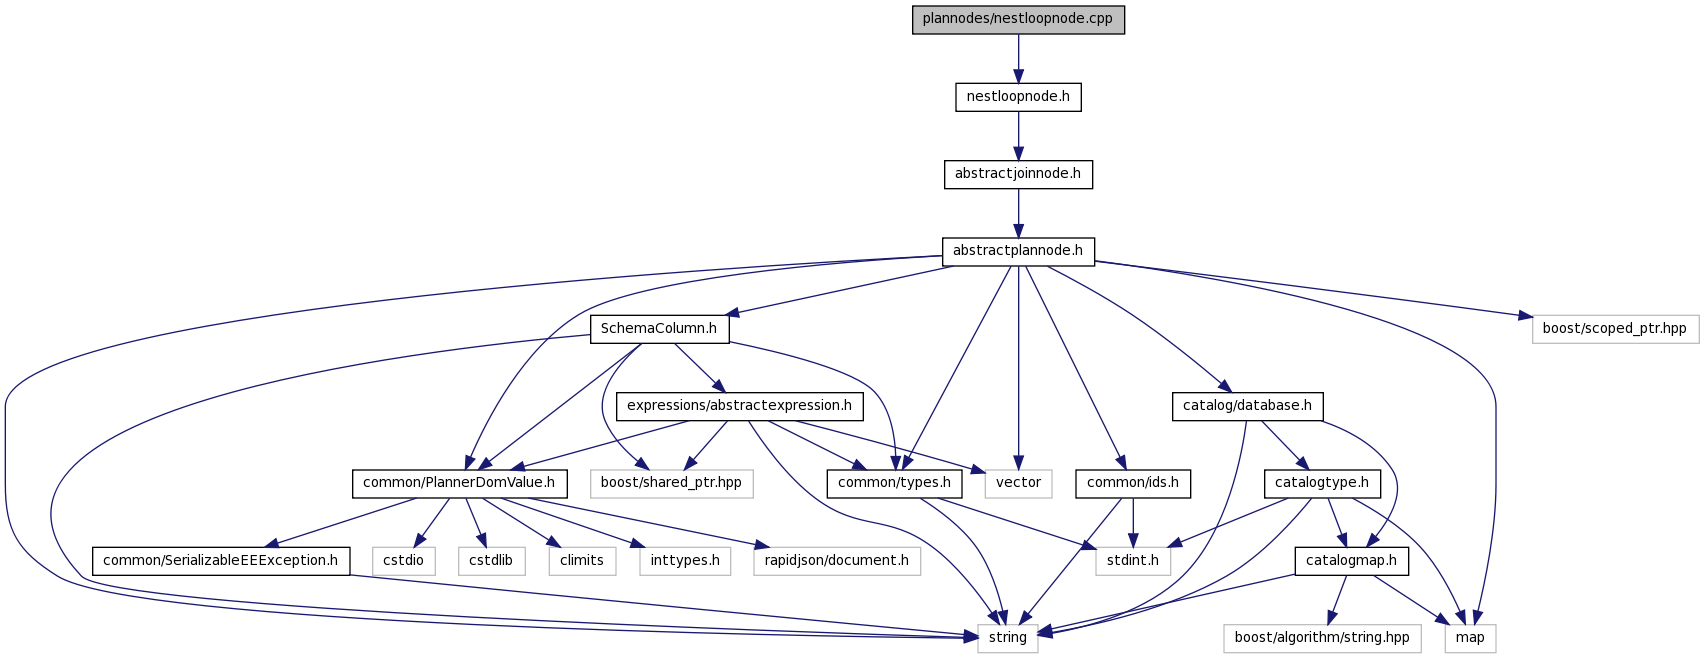 plannodes/nestloopnode.cpp
nestloopnode.h
abstractjoinnode.h
abstractplannode.h
SchemaColumn.h
boost/scoped_ptr.hpp
expressions/abstractexpression.h
catalog/database.h
common/PlannerDomValue.h
boost/shared_ptr.hpp
common/types.h
vector
common/ids.h
catalogtype.h
common/SerializableEEException.h
cstdio
cstdlib
climits
inttypes.h
rapidjson/document.h
stdint.h
catalogmap.h
string
boost/algorithm/string.hpp
map